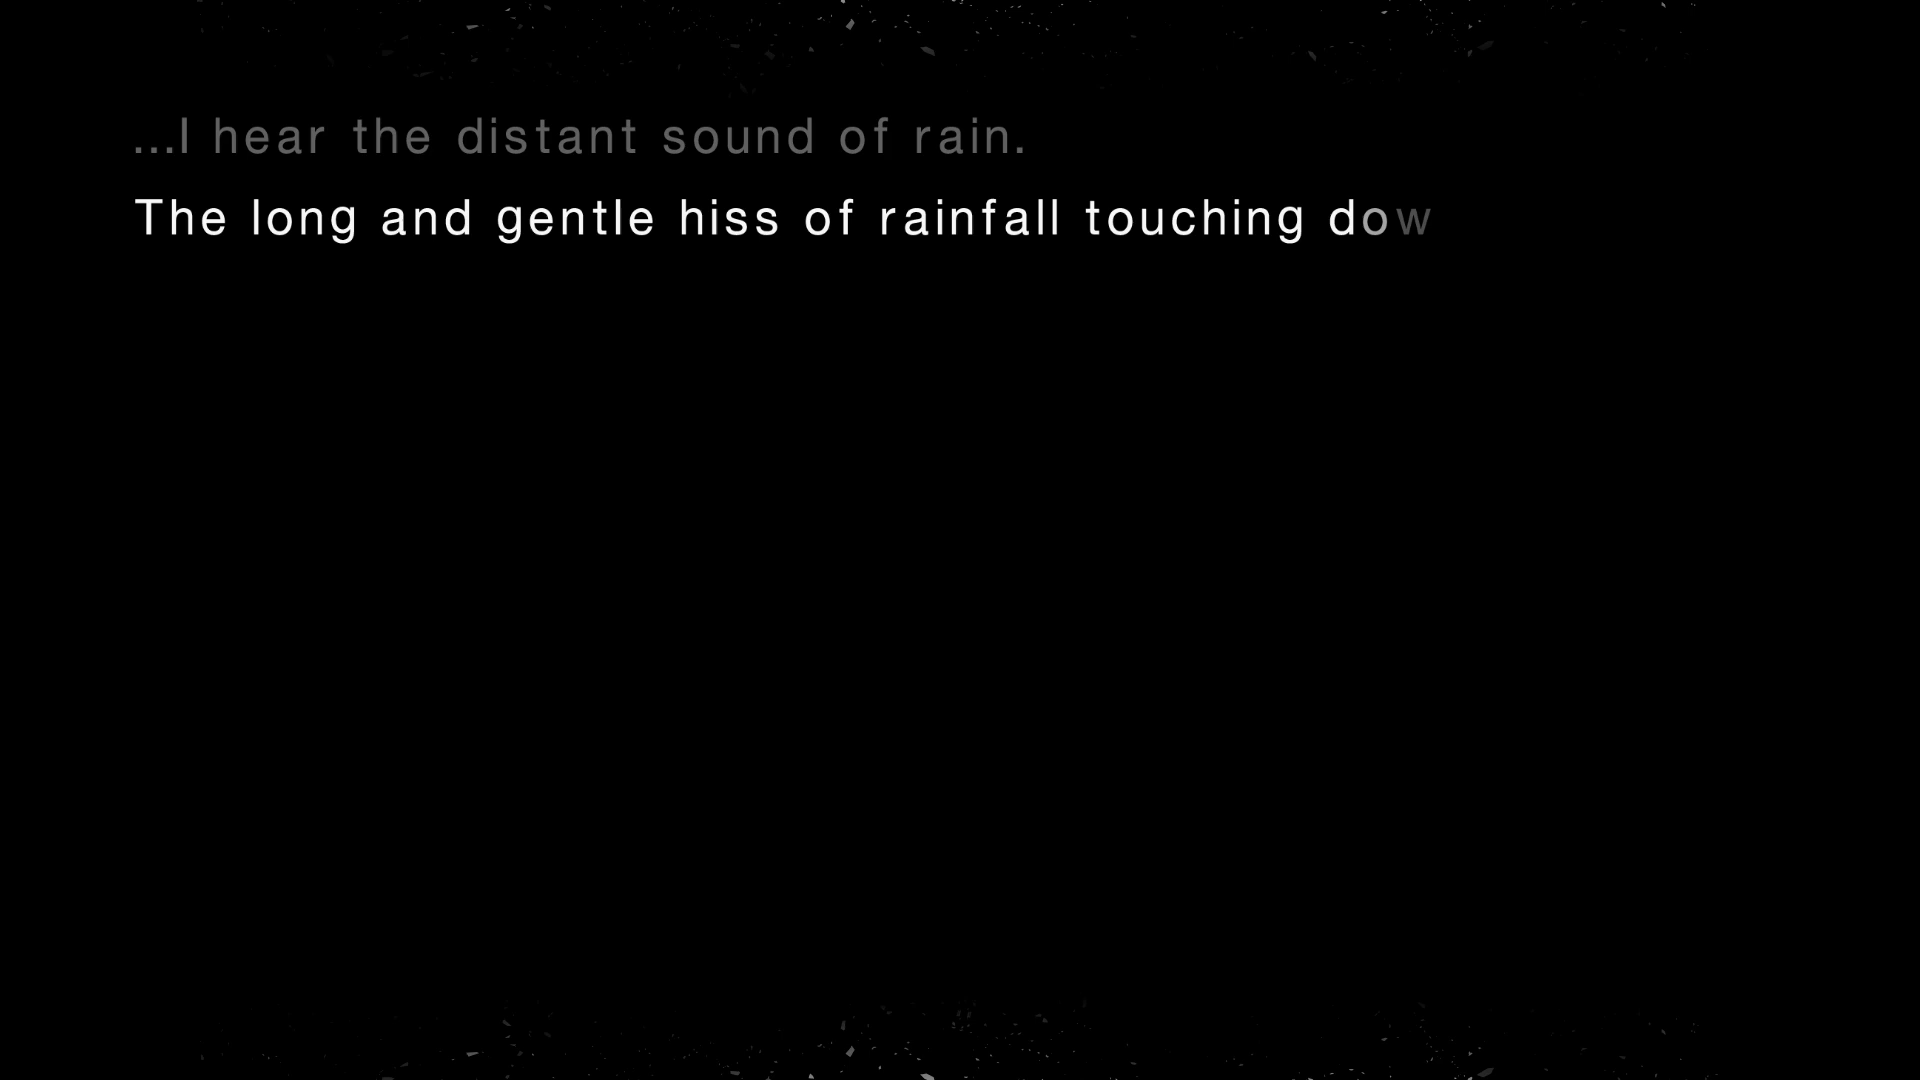 ...I hear the distant sound of rain.
The long and gentle hiss of rainfall touching dow